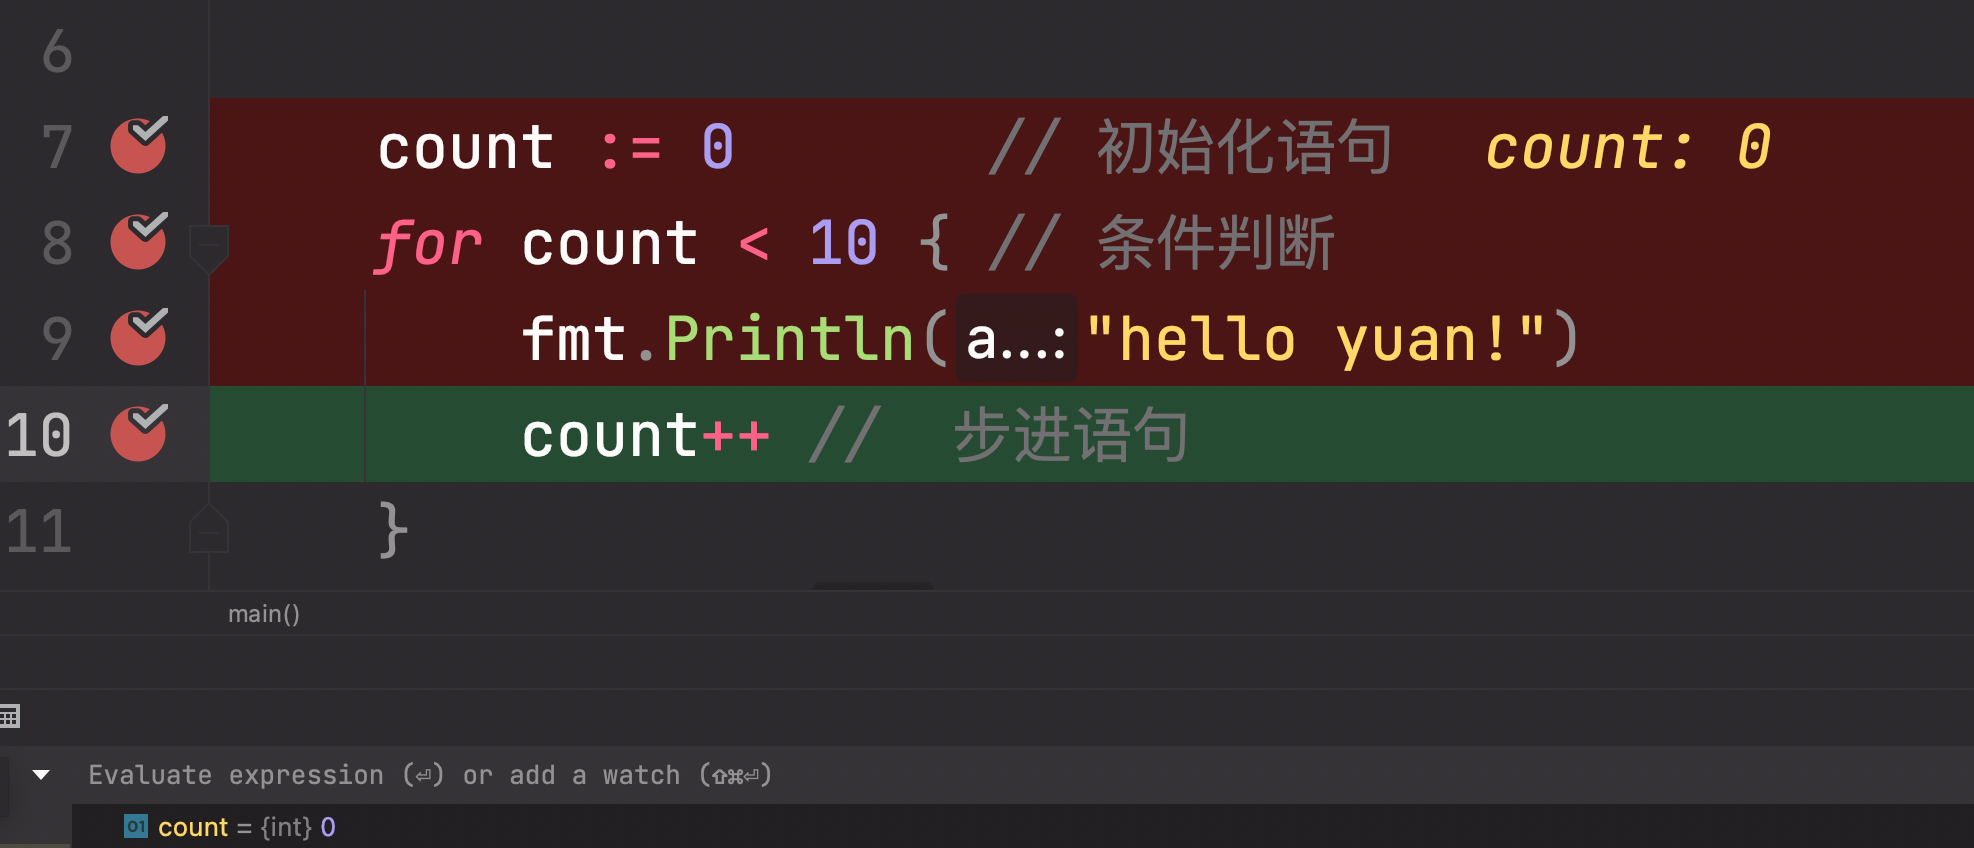 6
7 count := 0 // 初始化语句 count: 0
8 for count < 10 { // 条件判断
9 fmt.Println(a...:"hello yuan!")
10 count++ // 步进语句
11 }
main()
Evaluate expression (⏎) or add a watch (⇧⌘⏎)
01 count = {int} 0